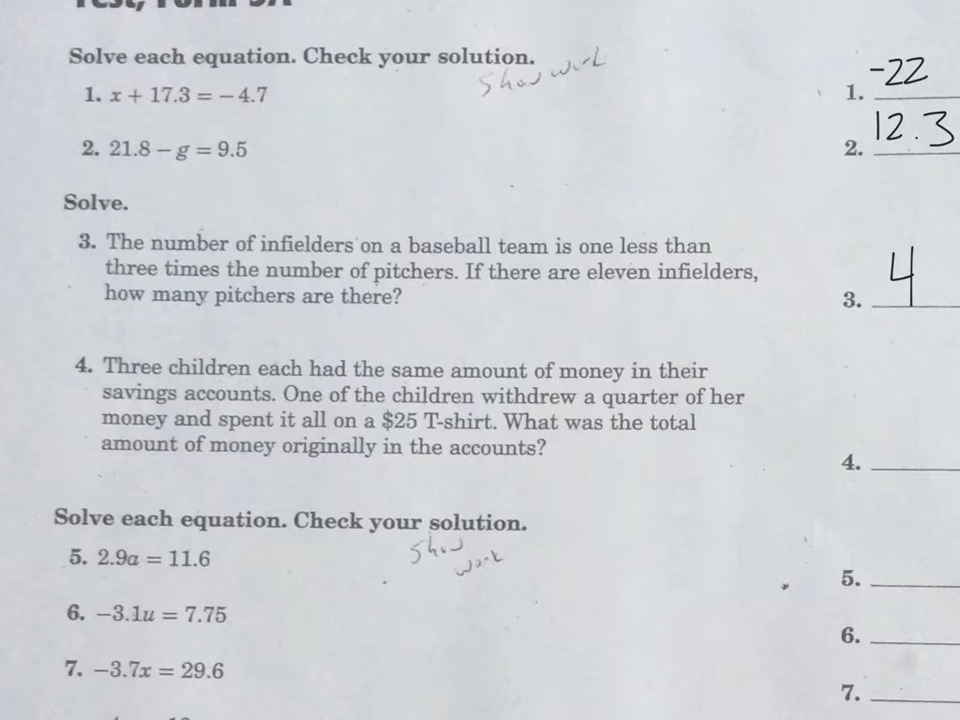 Test, Form 3A
Solve each equation. Check your solution.
Show work
1. x + 17.3 = – 4.7
1. -22
2. 21.8 – g = 9.5
2. 12.3
Solve.
3. The number of infielders on a baseball team is one less than
three times the number of pitchers. If there are eleven infielders,
how many pitchers are there?
3. 4
4. Three children each had the same amount of money in their
savings accounts. One of the children withdrew a quarter of her
money and spent it all on a $25 T-shirt. What was the total
amount of money originally in the accounts?
4.
Solve each equation. Check your solution.
Show
work
5. 2.9a = 11.6
5.
6. –3.1u = 7.75
6.
7. –3.7x = 29.6
7.